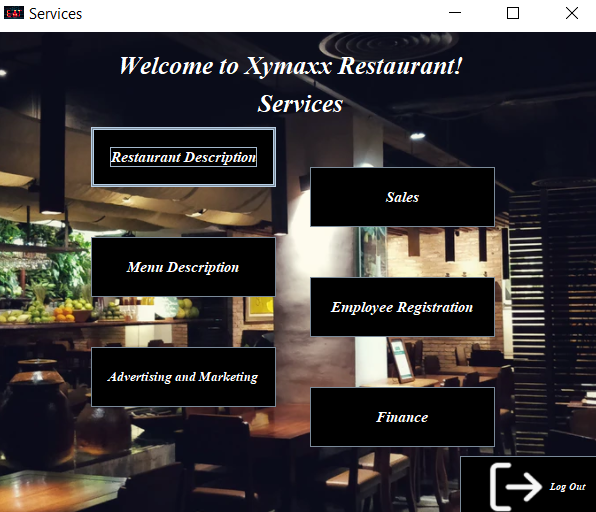 Services
Welcome to Xymaxx Restaurant!
Services
Restaurant Description
Sales
Menu Description
Employee Registration
Advertising and Marketing
Finance
Log Out